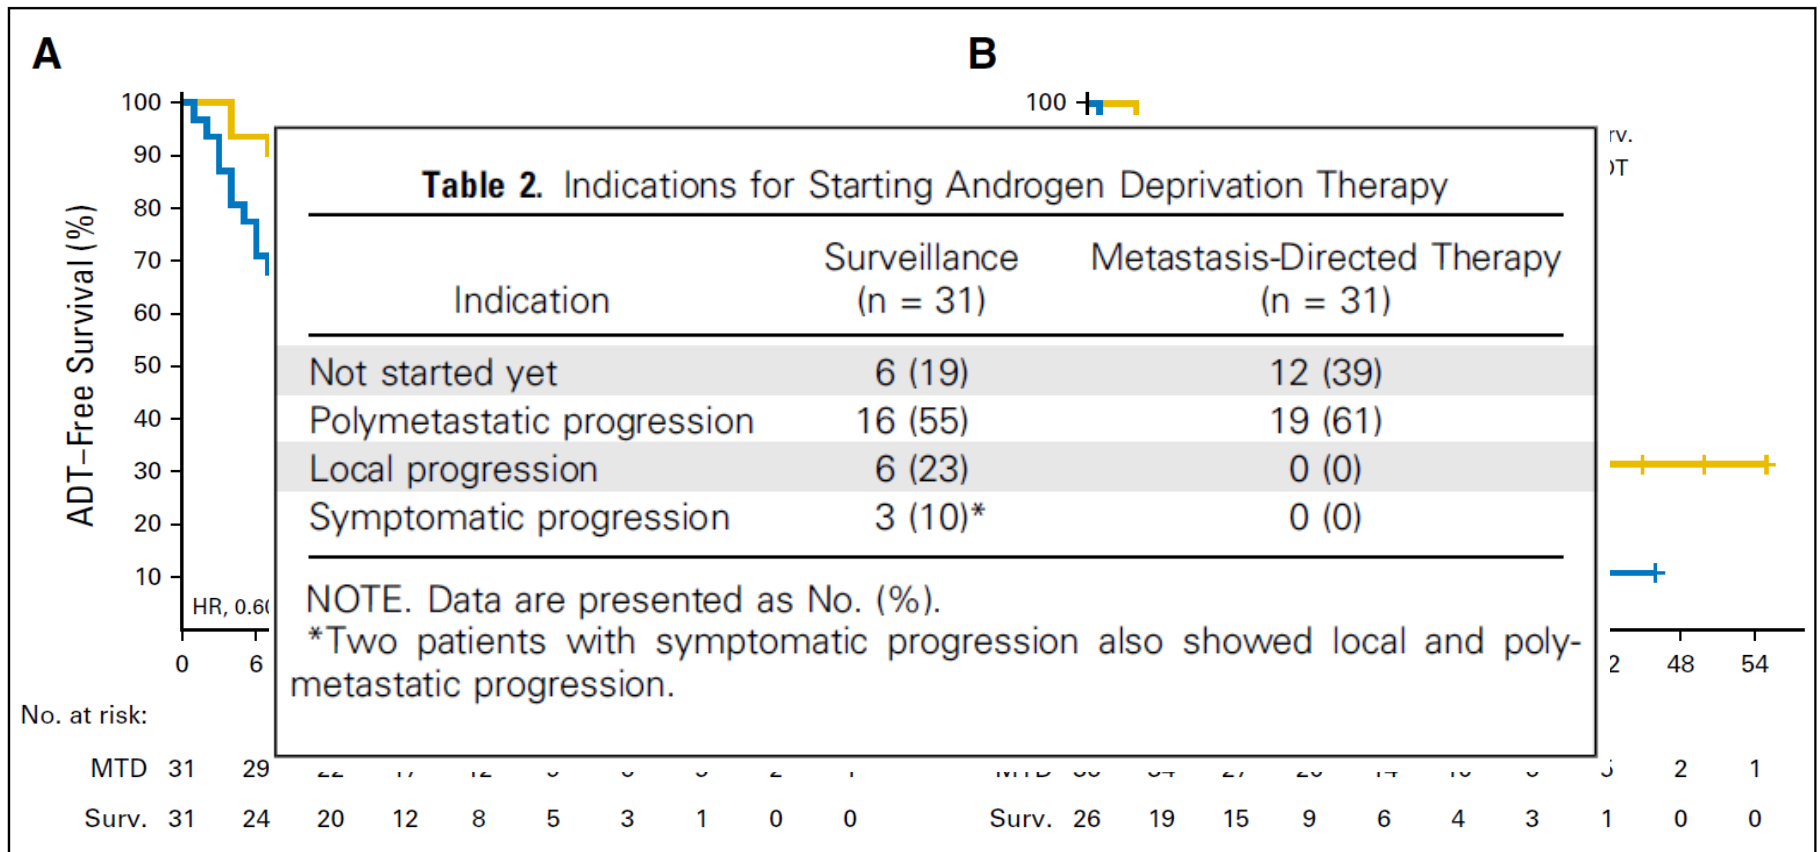 A
B
100
90
80
70
60
50
40
30
20
10
ADT–Free Survival (%)
HR, 0.60
0 6
100
rv.
DT
2 48 54
Table 2. Indications for Starting Androgen Deprivation Therapy
Indication Surveillance (n = 31) Metastasis-Directed Therapy (n = 31)
Not started yet 6 (19) 12 (39)
Polymetastatic progression 16 (55) 19 (61)
Local progression 6 (23) 0 (0)
Symptomatic progression 3 (10)* 0 (0)
NOTE. Data are presented as No. (%).
*Two patients with symptomatic progression also showed local and poly-
metastatic progression.
No. at risk:
MTD 31 29 2 1
Surv. 31 24 20 12 8 5 3 1 0 0
Surv. 26 19 15 9 6 4 3 1 0 0